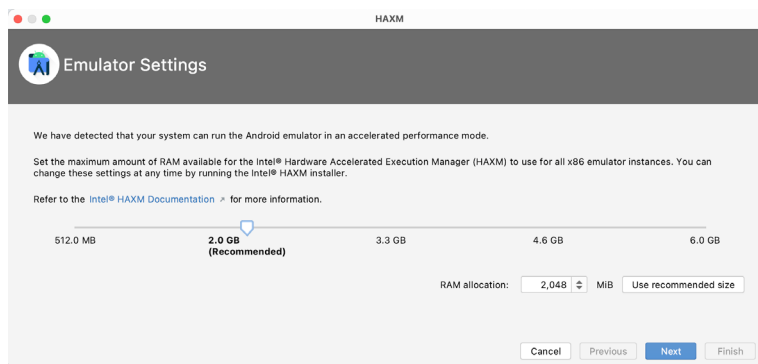 HAXM
Emulator Settings
We have detected that your system can run the Android emulator in an accelerated performance mode.
Set the maximum amount of RAM available for the Intel® Hardware Accelerated Execution Manager (HAXM) to use for all x86 emulator instances. You can
change these settings at any time by running the Intel® HAXM installer.
Refer to the Intel® HAXM Documentation ↗ for more information.
512.0 MB 2.0 GB 3.3 GB 4.6 GB 6.0 GB
(Recommended)
RAM allocation: 2,048 MiB Use recommended size
Cancel Previous Next Finish